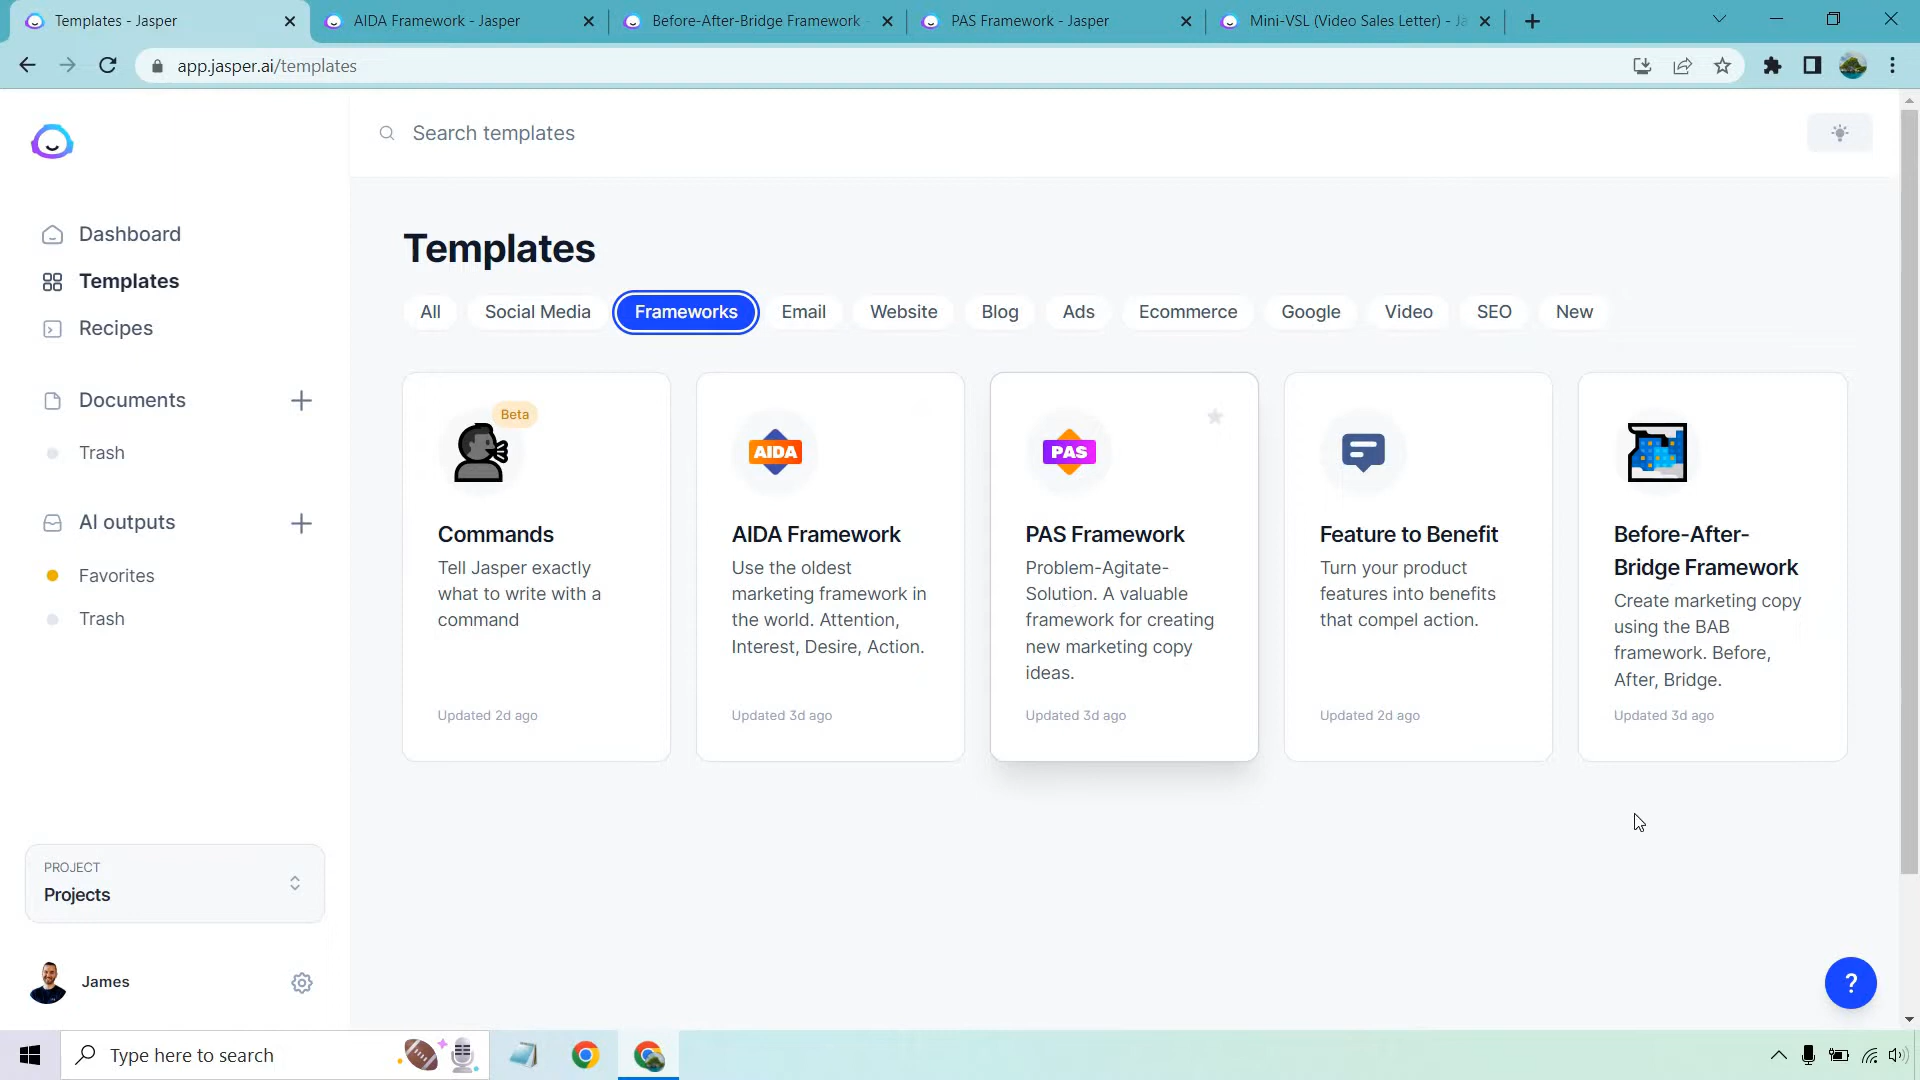 Templates - Jasper
AIDA Framework - Jasper
Before-After-Bridge Framework
PAS Framework - Jasper
Mini-VSL (Video Sales Letter) - Ja
app.jasper.ai/templates
Search templates
Dashboard
Templates
Recipes
Documents
Trash
AI outputs
Favorites
Trash
PROJECT
Projects
James
Templates
All
Social Media
Frameworks
Email
Website
Blog
Ads
Ecommerce
Google
Video
SEO
New
Beta
Commands
Tell Jasper exactly
what to write with a
command
Updated 2d ago
AIDA
AIDA Framework
Use the oldest
marketing framework in
the world. Attention,
Interest, Desire, Action.
Updated 3d ago
PAS
PAS Framework
Problem-Agitate-
Solution. A valuable
framework for creating
new marketing copy
ideas.
Updated 3d ago
Feature to Benefit
Turn your product
features into benefits
that compel action.
Updated 2d ago
Before-After-
Bridge Framework
Create marketing copy
using the BAB
framework. Before,
After, Bridge.
Updated 3d ago
?
Type here to search